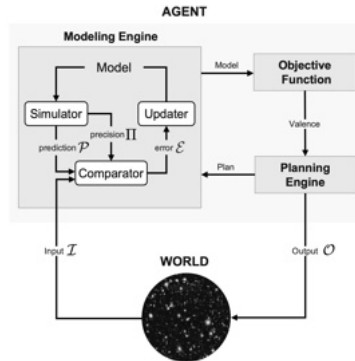 AGENT
Modeling Engine
Model
Simulator
Updater
precision Π
prediction 𝒫
error ℰ
Comparator
Model
Objective
Function
Valence
Plan
Planning
Engine
Input ℐ
Output 𝒪
WORLD